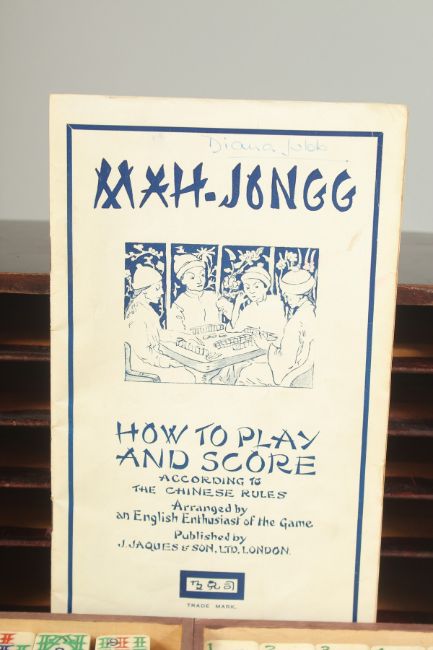 Diana
MAH-JONGG
HOW TO PLAY
AND SCORE
ACCORDING TO
THE CHINESE RULES
Arranged by
an English Enthusiast of the Game
Published by
J. JAQUES & SON, LTD, LONDON.
TRADE MARK.